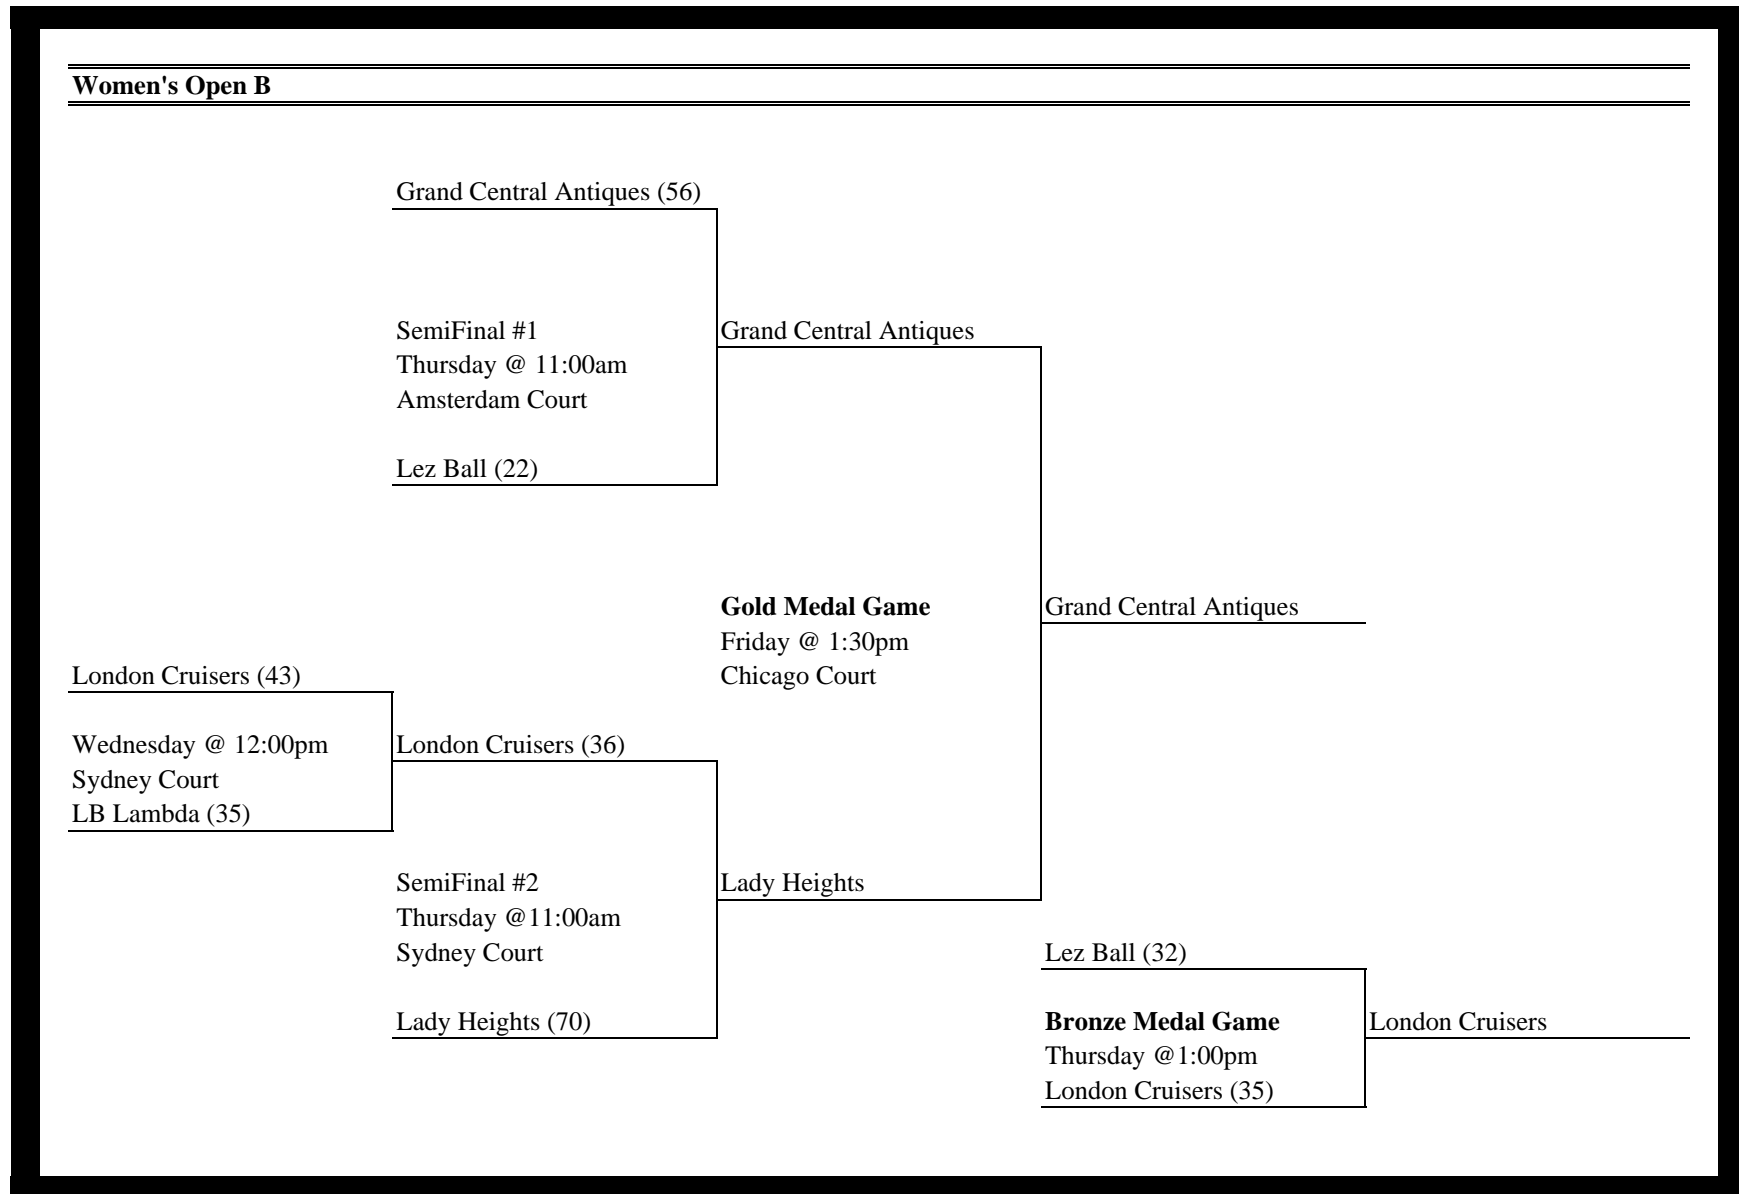 Women's Open B
Grand Central Antiques (56)
SemiFinal #1
Grand Central Antiques
Thursday @ 11:00am
Amsterdam Court
Lez Ball (22)
Gold Medal Game
Grand Central Antiques
Friday @ 1:30pm
London Cruisers (43)
Chicago Court
Wednesday @ 12:00pm
London Cruisers (36)
Sydney Court
LB Lambda (35)
SemiFinal #2
Lady Heights
Thursday @11:00am
Sydney Court
Lez Ball (32)
Lady Heights (70)
Bronze Medal Game
London Cruisers
Thursday @1:00pm
London Cruisers (35)